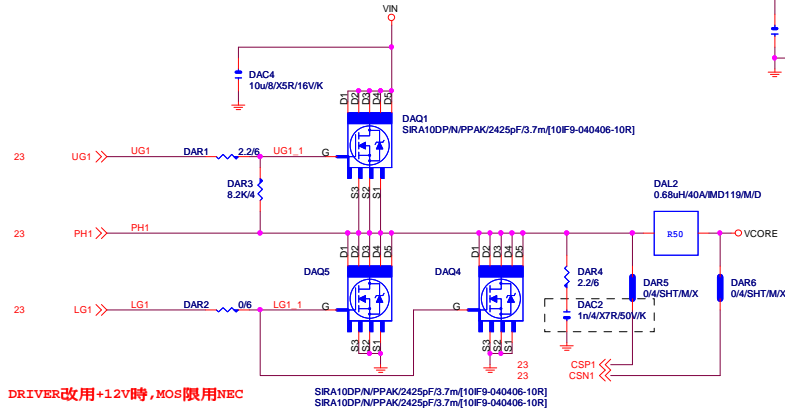 VIN
DAC4
10u/8/X5R/16V/K
D1
D2
D3
D4
D5
DAQ1
SIRA10DP/N/PPAK/2425pF/3.7m/[10IF9-040406-10R]
23
UG1
UG1
DAR1
2.2/6
UG1_1
G
DAR3
8.2K/4
S3
S2
S1
DAL2
0.68uH/40A/IMD119/M/D
23
PH1
PH1
R50
VCORE
D1
D2
D3
D4
D5
D1
D2
D3
D4
D5
DAQ5
DAQ4
DAR4
2.2/6
DAR5
0/4/SHT/M/X
DAR6
0/4/SHT/M/X
23
LG1
LG1
DAR2
0/6
LG1_1
G
G
DAC2
1n/4/X7R/50V/K
S3
S2
S1
S3
S2
S1
23
CSP1
23
CSN1
DRIVER改用+12V時,MOS限用NEC
SIRA10DP/N/PPAK/2425pF/3.7m/[10IF9-040406-10R]
SIRA10DP/N/PPAK/2425pF/3.7m/[10IF9-040406-10R]